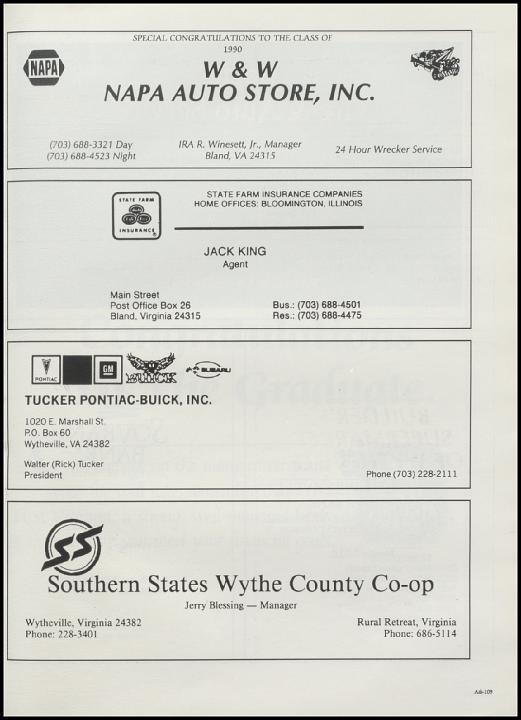 SPECIAL CONGRATULATIONS TO THE CLASS OF
1990
NAPA
W & W
NAPA AUTO STORE, INC.
(703) 688-3321 Day
(703) 688-4523 Night
IRA R. Winesett, Jr., Manager
Bland, VA 24315
24 Hour Wrecker Service
STATE FARM
INSURANCE
STATE FARM INSURANCE COMPANIES
HOME OFFICES: BLOOMINGTON, ILLINOIS
JACK KING
Agent
Main Street
Post Office Box 26
Bland, Virginia 24315
Bus.: (703) 688-4501
Res.: (703) 688-4475
PONTIAC
GM
BUICK
SUBARU
TUCKER PONTIAC-BUICK, INC.
1020 E. Marshall St.
P.O. Box 60
Wytheville, VA 24382
Walter (Rick) Tucker
President
Phone (703) 228-2111
SS
Southern States Wythe County Co-op
Jerry Blessing — Manager
Wytheville, Virginia 24382
Phone: 228-3401
Rural Retreat, Virginia
Phone: 686-5114
Ads-109